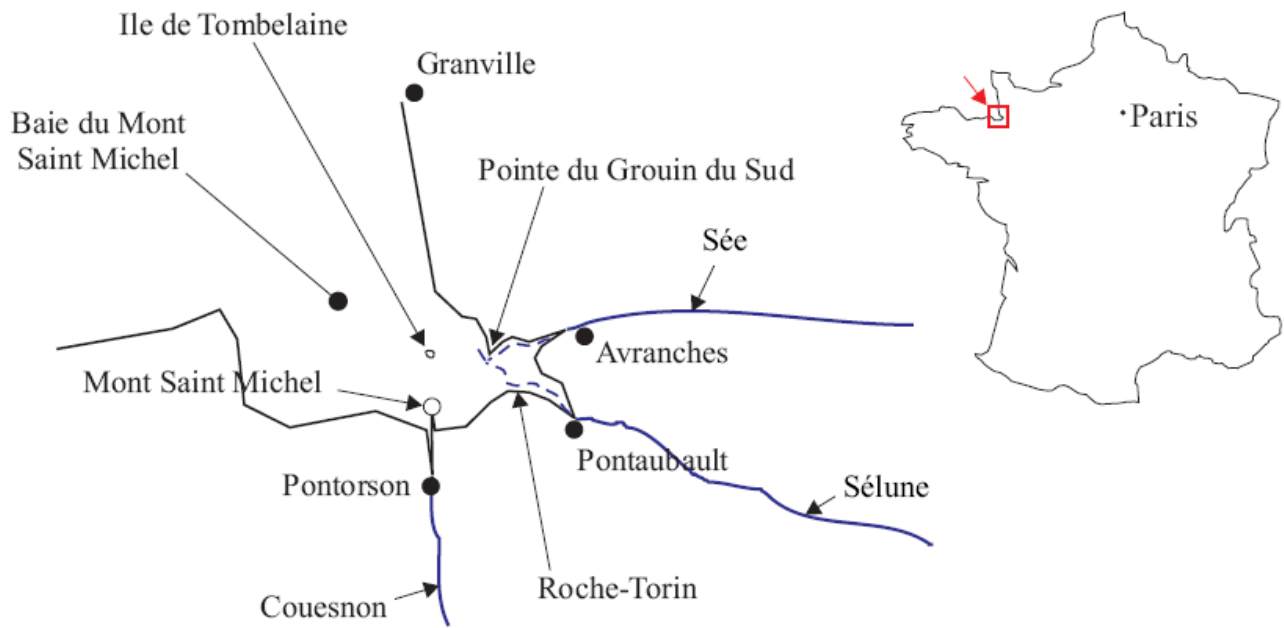 Ile de Tombelaine
Granville
Baie du Mont
Saint Michel
Pointe du Grouin du Sud
Paris
Sée
Avranches
Mont Saint Michel
Pontaubault
Pontorson
Sélune
Roche-Torin
Couesnon